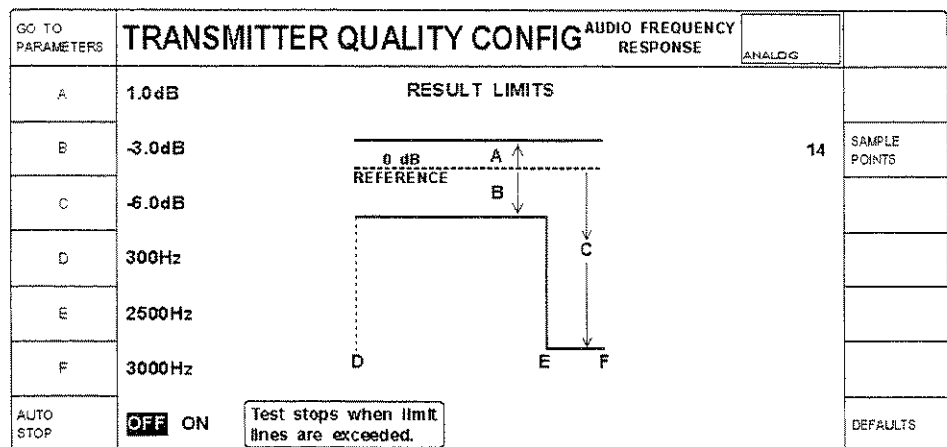 GO TO
PARAMETERS
TRANSMITTER QUALITY CONFIG
AUDIO FREQUENCY
RESPONSE
ANALOG
A 1.0dB
RESULT LIMITS
B -3.0dB
14 SAMPLE
POINTS
C -6.0dB
D 300Hz
E 2500Hz
F 3000Hz
0 dB
REFERENCE
A
B
C
D E F
AUTO
STOP
OFF ON
Test stops when limit
lines are exceeded.
DEFAULTS